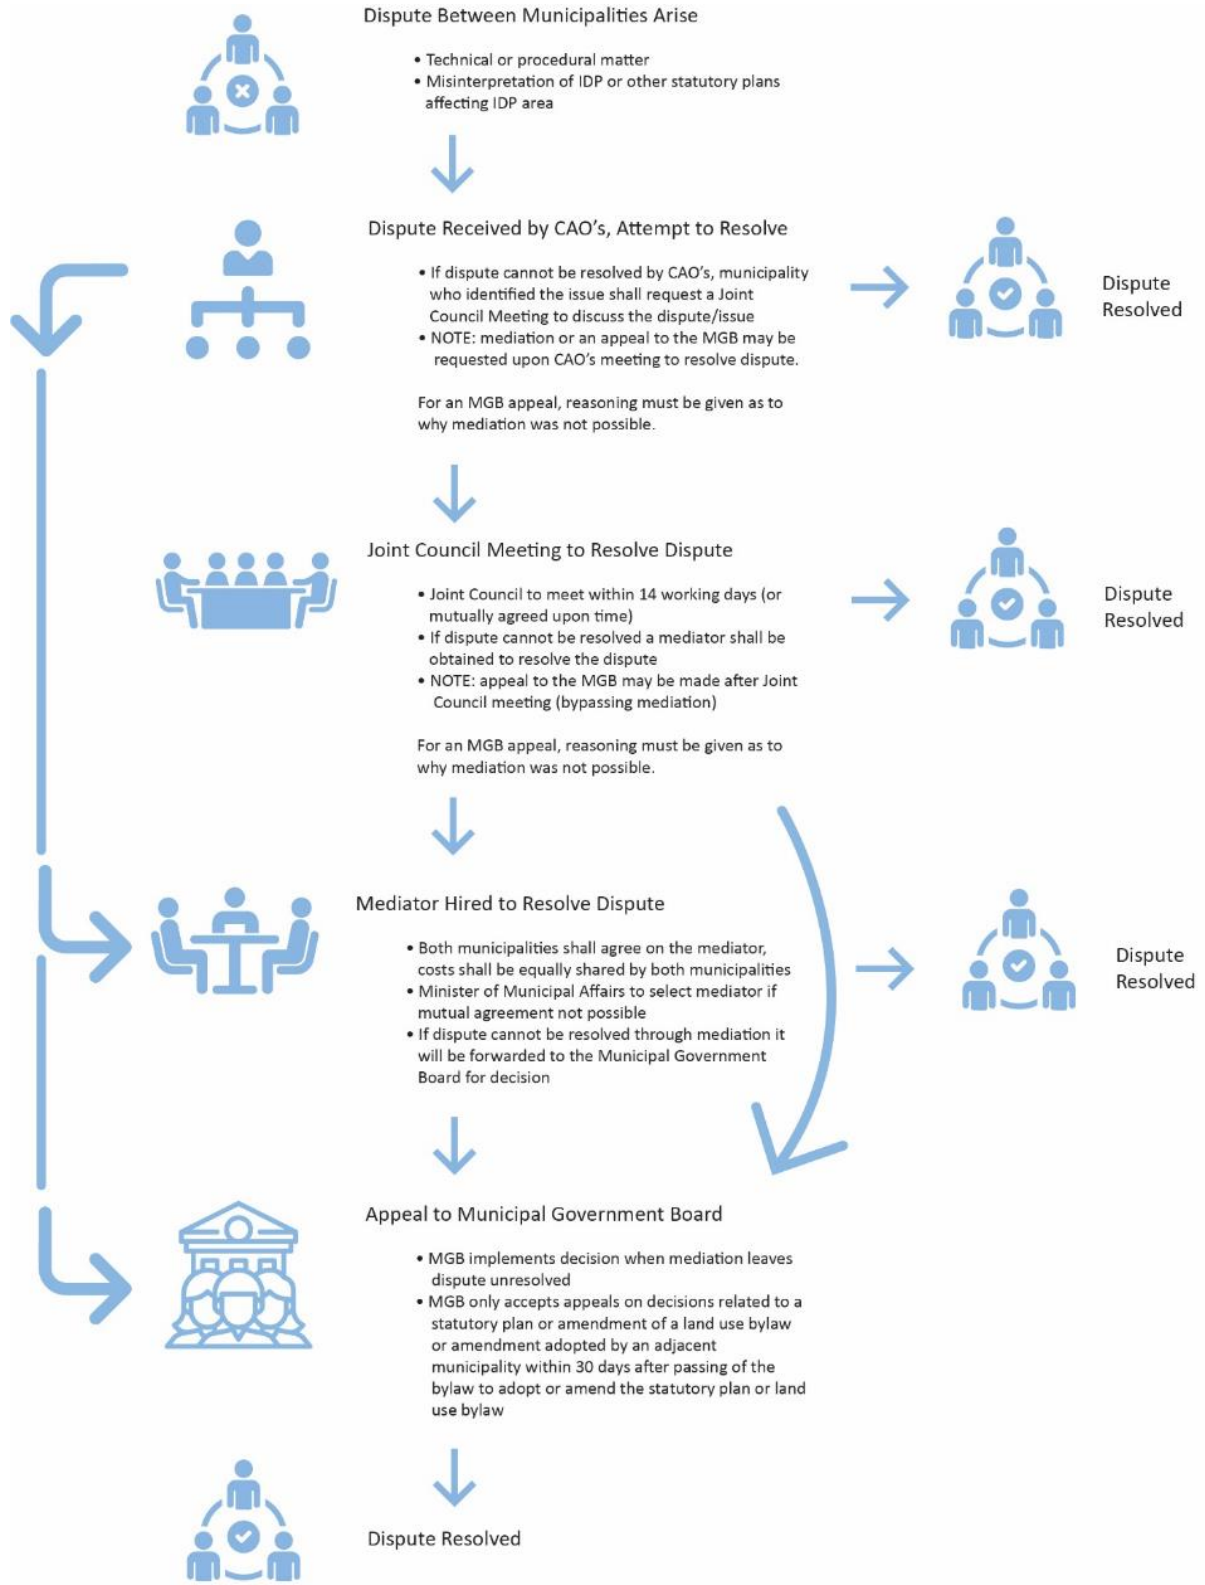 Dispute Between Municipalities Arise
• Technical or procedural matter
• Misinterpretation of IDP or other statutory plans
affecting IDP area
Dispute Received by CAO's, Attempt to Resolve
• If dispute cannot be resolved by CAO's, municipality
who identified the issue shall request a Joint
Council Meeting to discuss the dispute/issue
• NOTE: mediation or an appeal to the MGB may be
requested upon CAO's meeting to resolve dispute.
For an MGB appeal, reasoning must be given as to
why mediation was not possible.
Dispute
Resolved
Joint Council Meeting to Resolve Dispute
• Joint Council to meet within 14 working days (or
mutually agreed upon time)
• If dispute cannot be resolved a mediator shall be
obtained to resolve the dispute
• NOTE: appeal to the MGB may be made after Joint
Council meeting (bypassing mediation)
For an MGB appeal, reasoning must be given as to
why mediation was not possible.
Dispute
Resolved
Mediator Hired to Resolve Dispute
• Both municipalities shall agree on the mediator,
costs shall be equally shared by both municipalities
• Minister of Municipal Affairs to select mediator if
mutual agreement not possible
• If dispute cannot be resolved through mediation it
will be forwarded to the Municipal Government
Board for decision
Dispute
Resolved
Appeal to Municipal Government Board
• MGB implements decision when mediation leaves
dispute unresolved
• MGB only accepts appeals on decisions related to a
statutory plan or amendment of a land use bylaw
or amendment adopted by an adjacent
municipality within 30 days after passing of the
bylaw to adopt or amend the statutory plan or land
use bylaw
Dispute Resolved